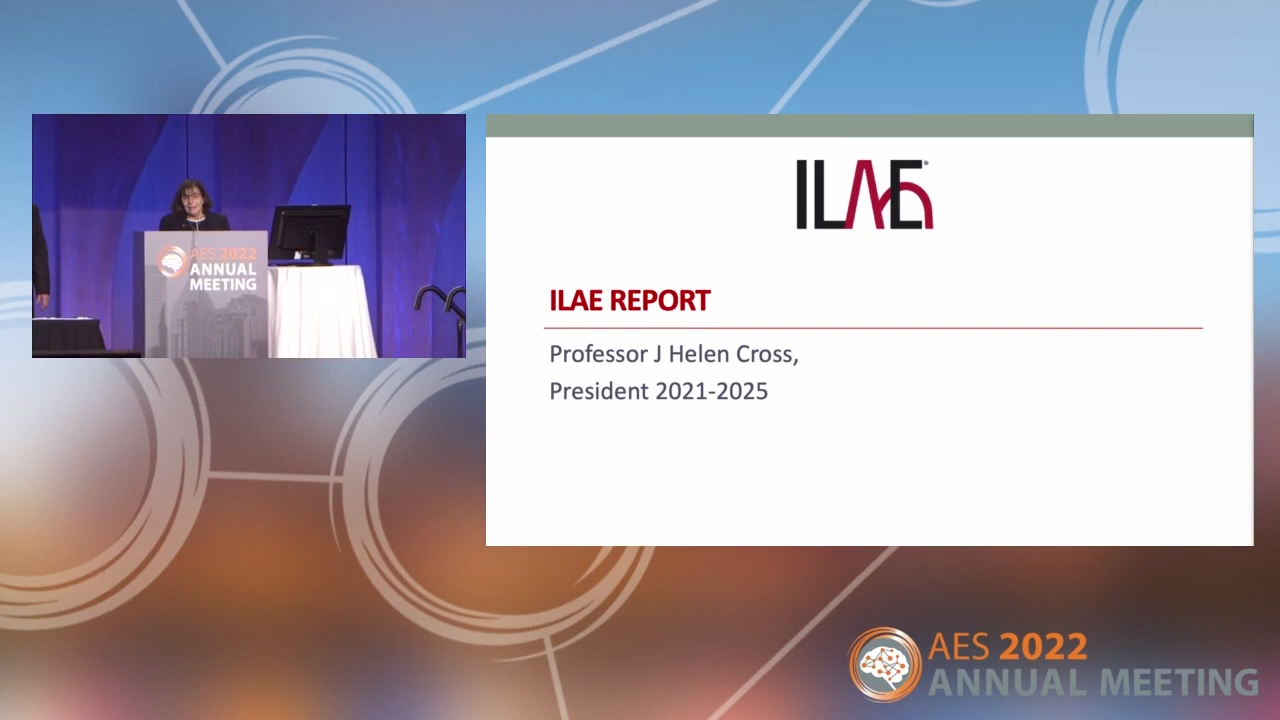 AES 2022
ANNUAL
MEETING
ILAE
ILAE REPORT
Professor J Helen Cross,
President 2021-2025
AES 2022
ANNUAL MEETING